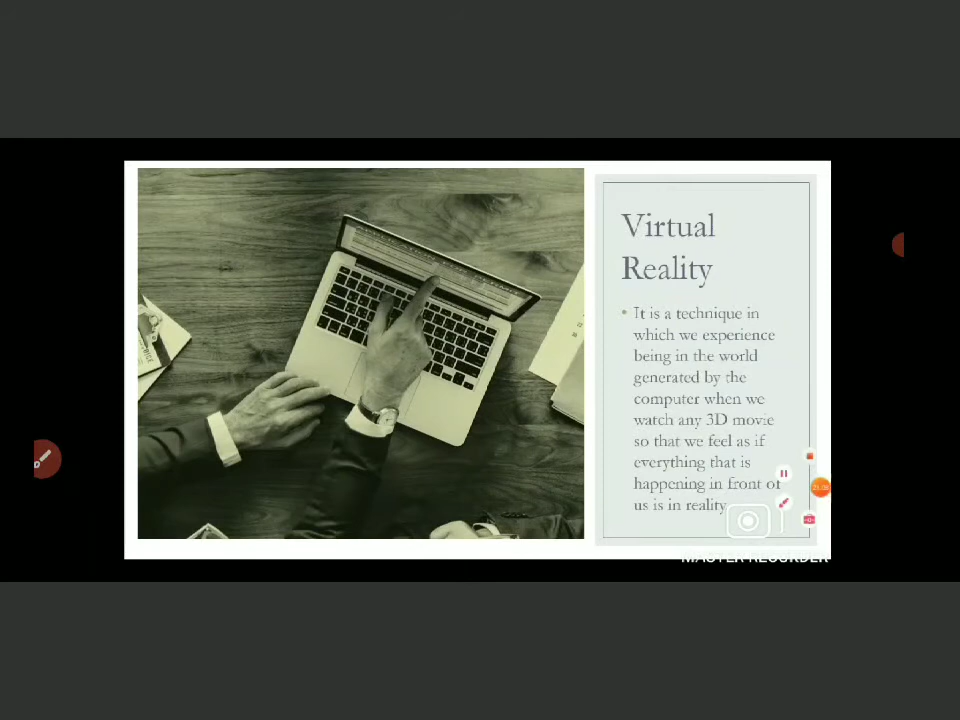 Virtual
Reality
• It is a technique in
which we experience
being in the world
generated by the
computer when we
watch any 3D movie
so that we feel as if
everything that is
happening in front of
us is in reality
MASTER RECORDER